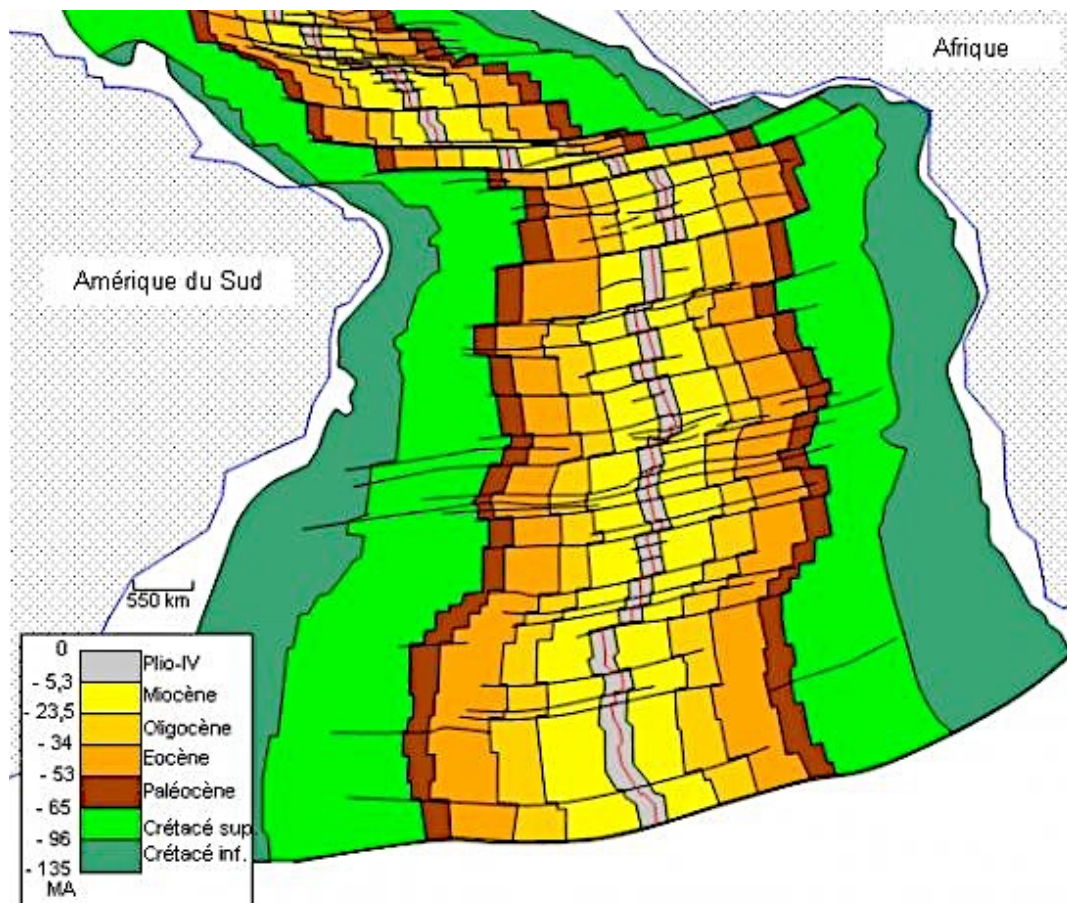 Afrique
Amérique du Sud
550 km
0
Plio-IV
- 5,3
Miocène
- 23,5
Oligocène
- 34
Eocène
- 53
Paléocène
- 65
Crétacé sup.
- 96
Crétacé inf.
- 135
MA